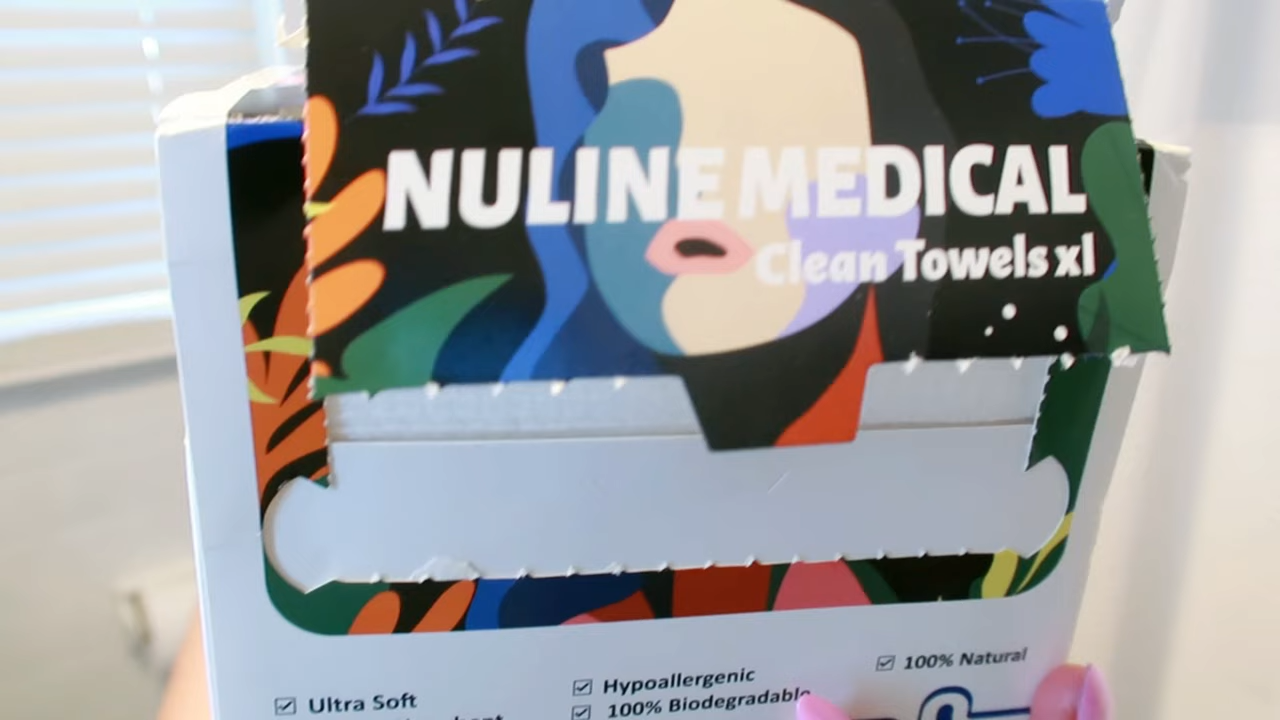 NULINE MEDICAL
Clean Towels xl
Ultra Soft
Hypoallergenic
100% Biodegradable
100% Natural